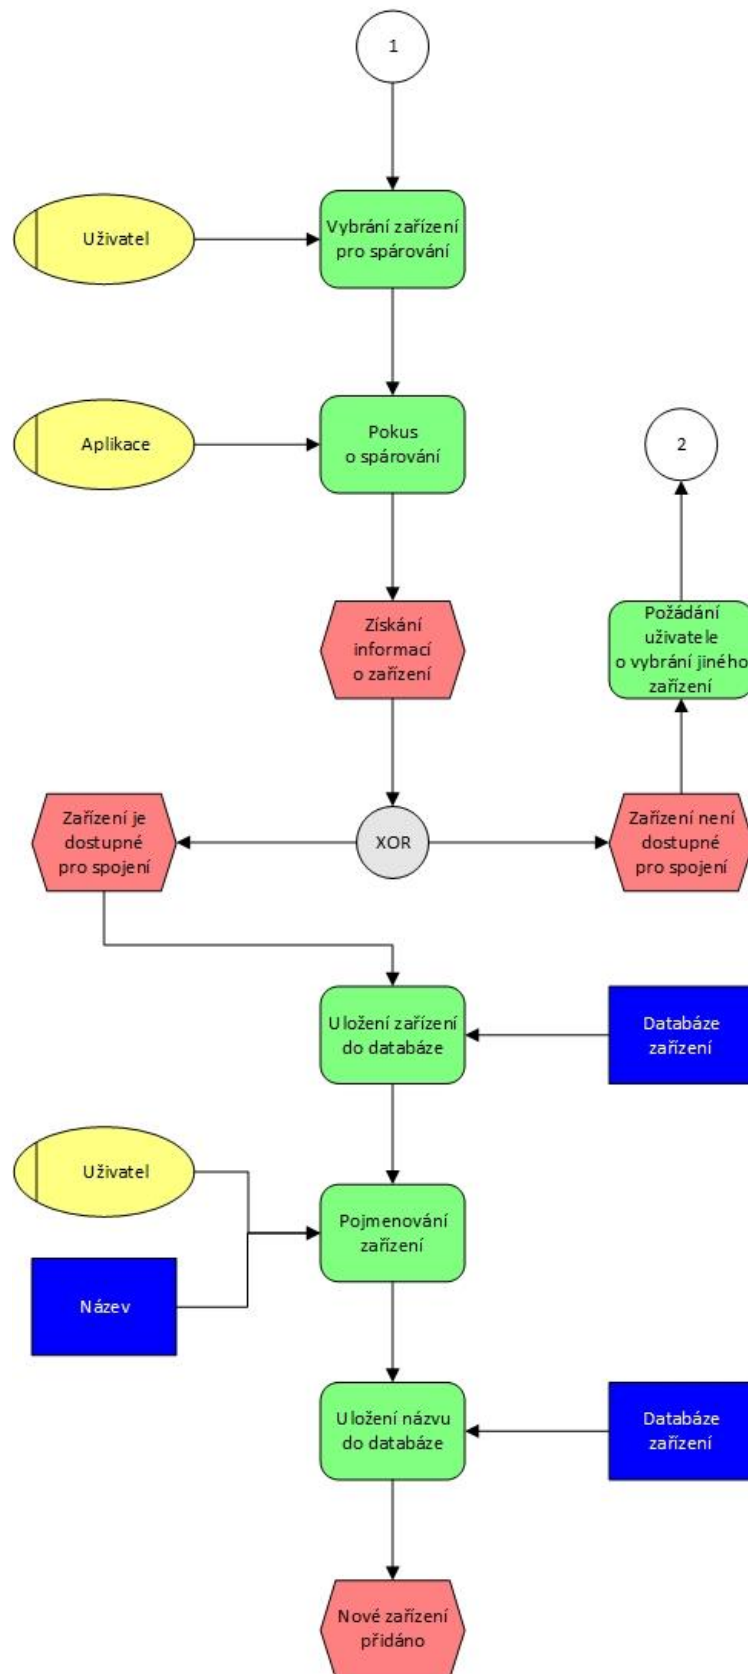 1
Uživatel
Vybrání zařízení
pro spárování
Aplikace
Pokus
o spárování
2
Získání
informací
o zařízení
Požádání
uživatele
o vybrání jiného
zařízení
Zařízení je
dostupné
pro spojení
XOR
Zařízení není
dostupné
pro spojení
Uložení zařízení
do databáze
Databáze
zařízení
Uživatel
Pojmenování
zařízení
Název
Uložení názvu
do databáze
Databáze
zařízení
Nové zařízení
přidáno